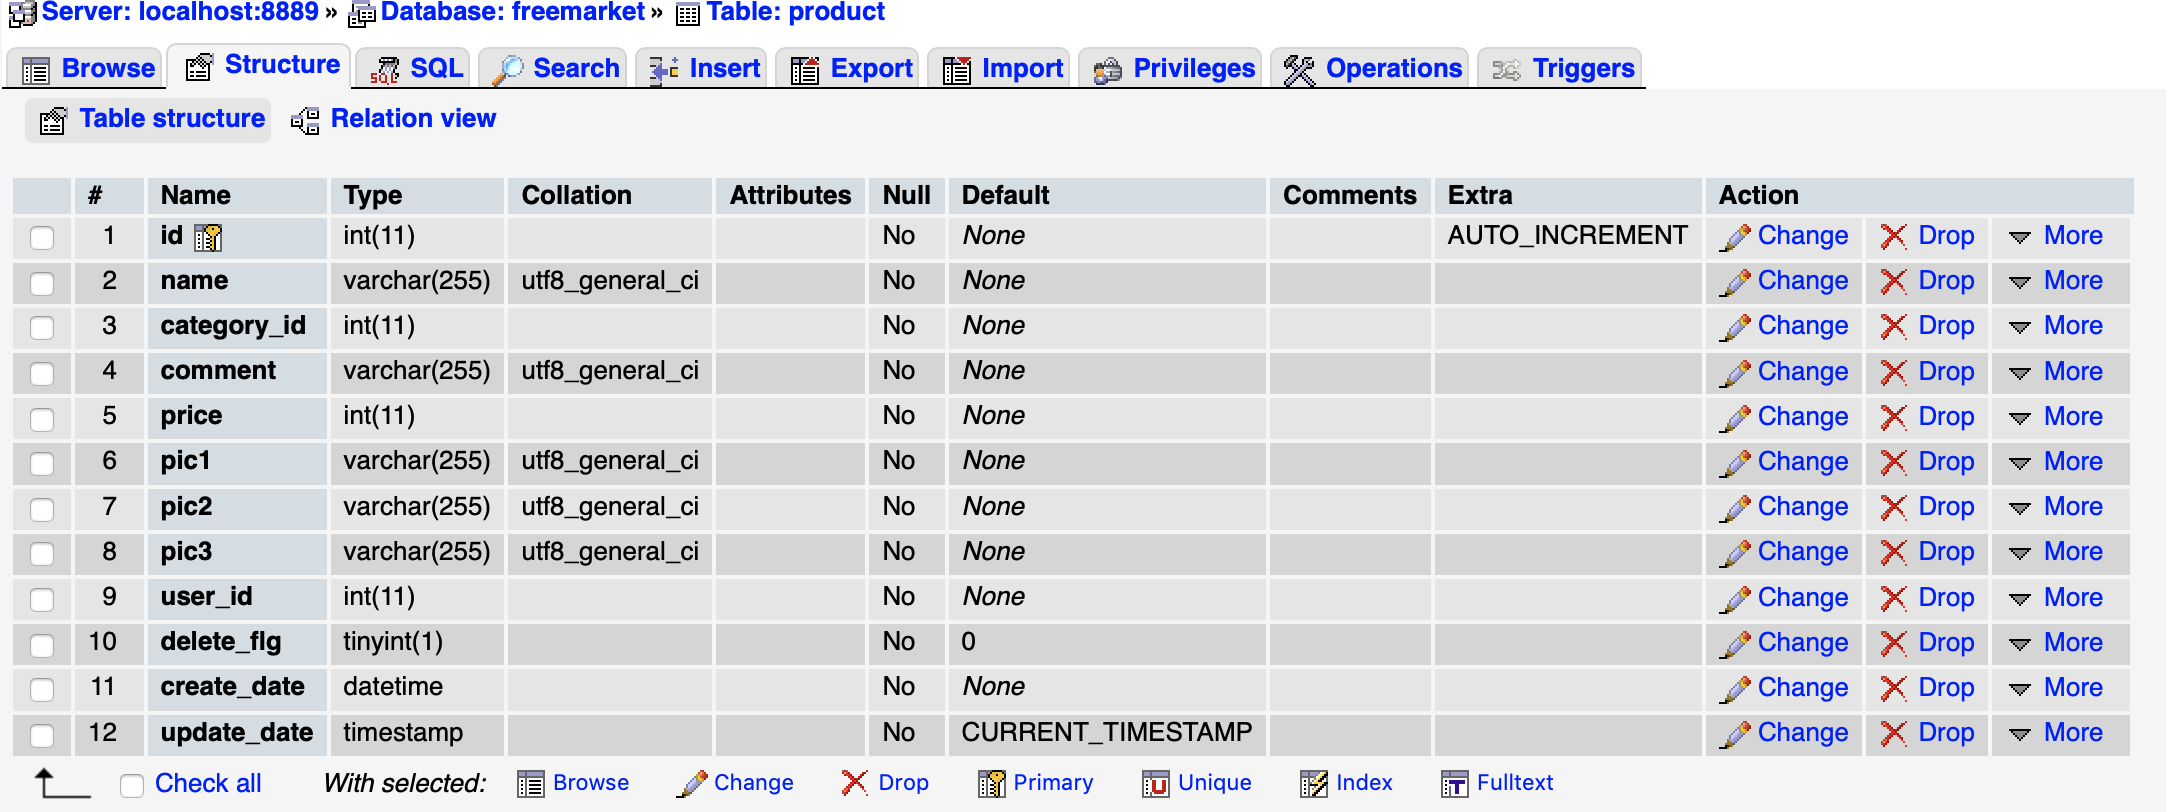 Server: localhost:8889 » Database: freemarket » Table: product
Browse Structure SQL Search Insert Export Import Privileges Operations Triggers
Table structure Relation view
# Name Type Collation Attributes Null Default Comments Extra Action
1 id int(11) No None AUTO_INCREMENT Change Drop More
2 name varchar(255) utf8_general_ci No None Change Drop More
3 category_id int(11) No None Change Drop More
4 comment varchar(255) utf8_general_ci No None Change Drop More
5 price int(11) No None Change Drop More
6 pic1 varchar(255) utf8_general_ci No None Change Drop More
7 pic2 varchar(255) utf8_general_ci No None Change Drop More
8 pic3 varchar(255) utf8_general_ci No None Change Drop More
9 user_id int(11) No None Change Drop More
10 delete_flg tinyint(1) No 0 Change Drop More
11 create_date datetime No None Change Drop More
12 update_date timestamp No CURRENT_TIMESTAMP Change Drop More
Check all With selected: Browse Change Drop Primary Unique Index Fulltext